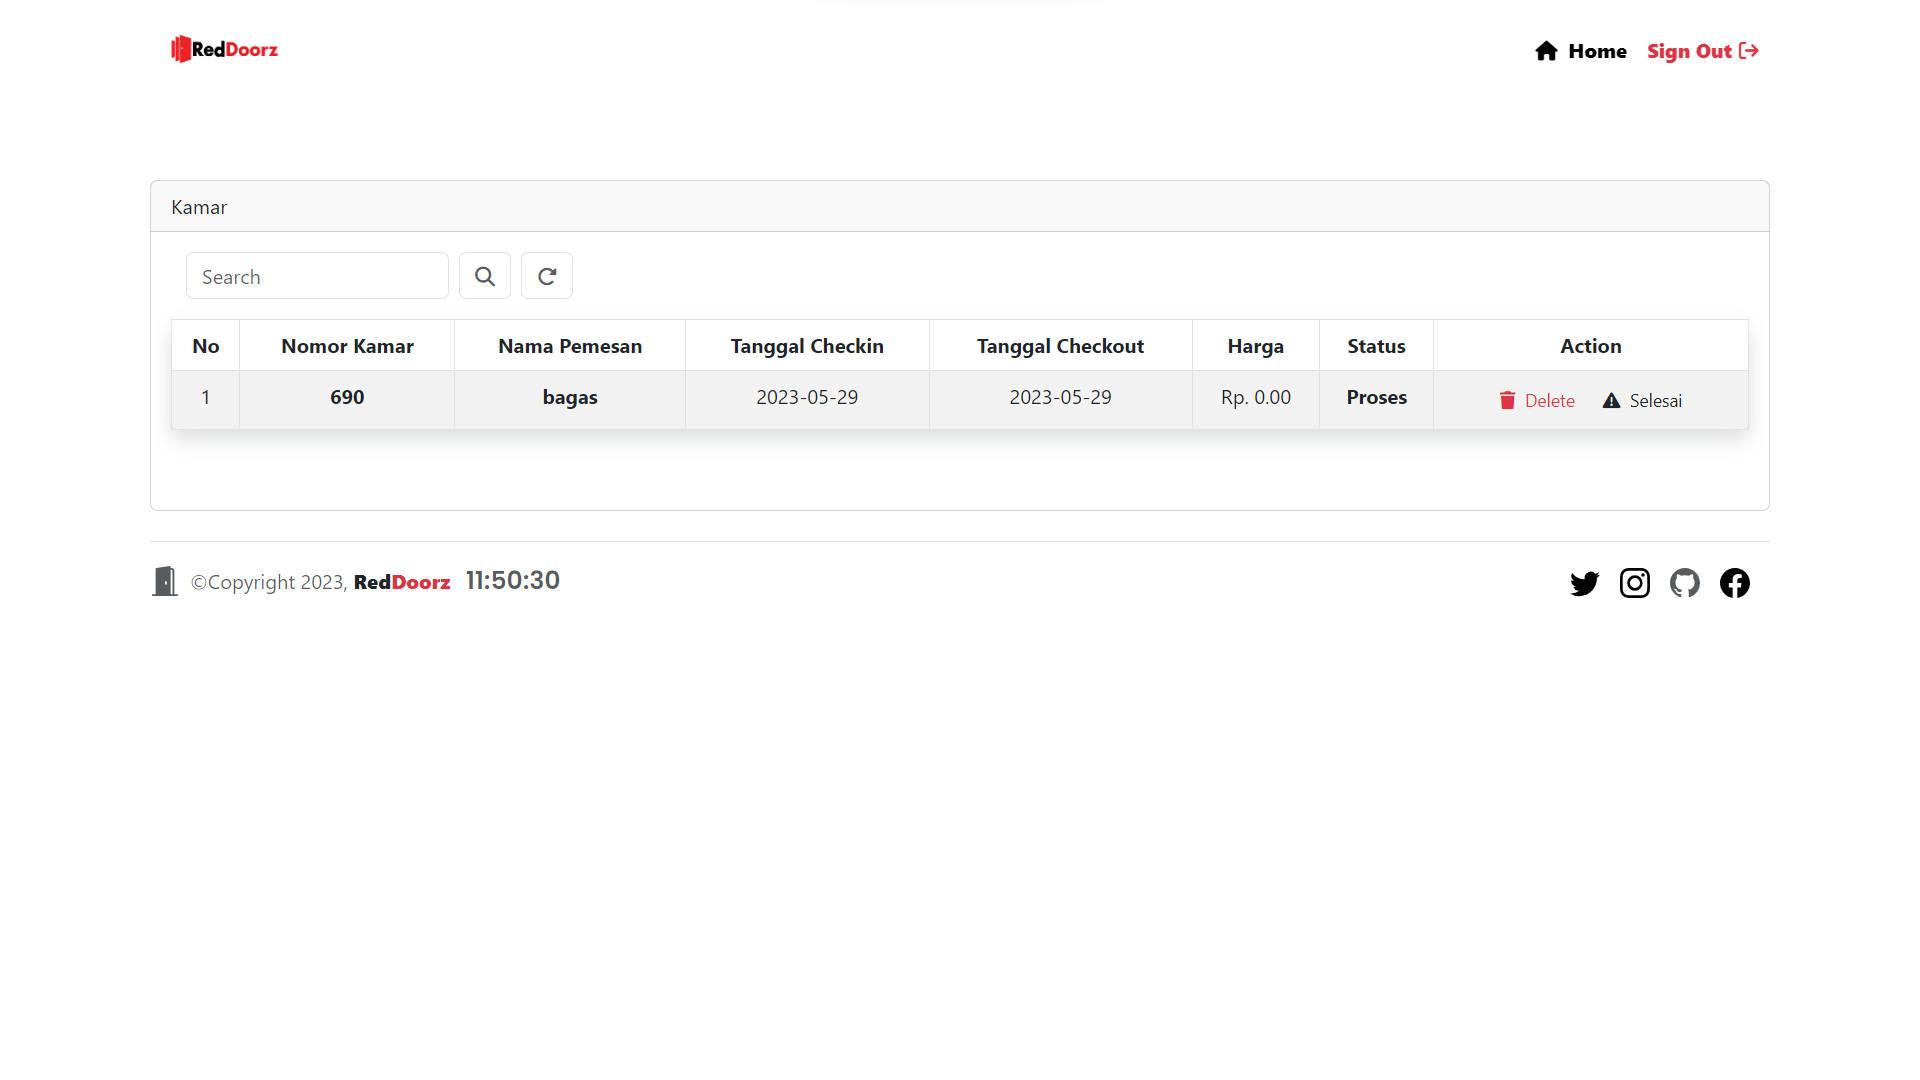 RedDoorz
Home Sign Out
Kamar
Search
No Nomor Kamar Nama Pemesan Tanggal Checkin Tanggal Checkout Harga Status Action
1 690 bagas 2023-05-29 2023-05-29 Rp. 0.00 Proses Delete Selesai
©Copyright 2023, RedDoorz 11:50:30